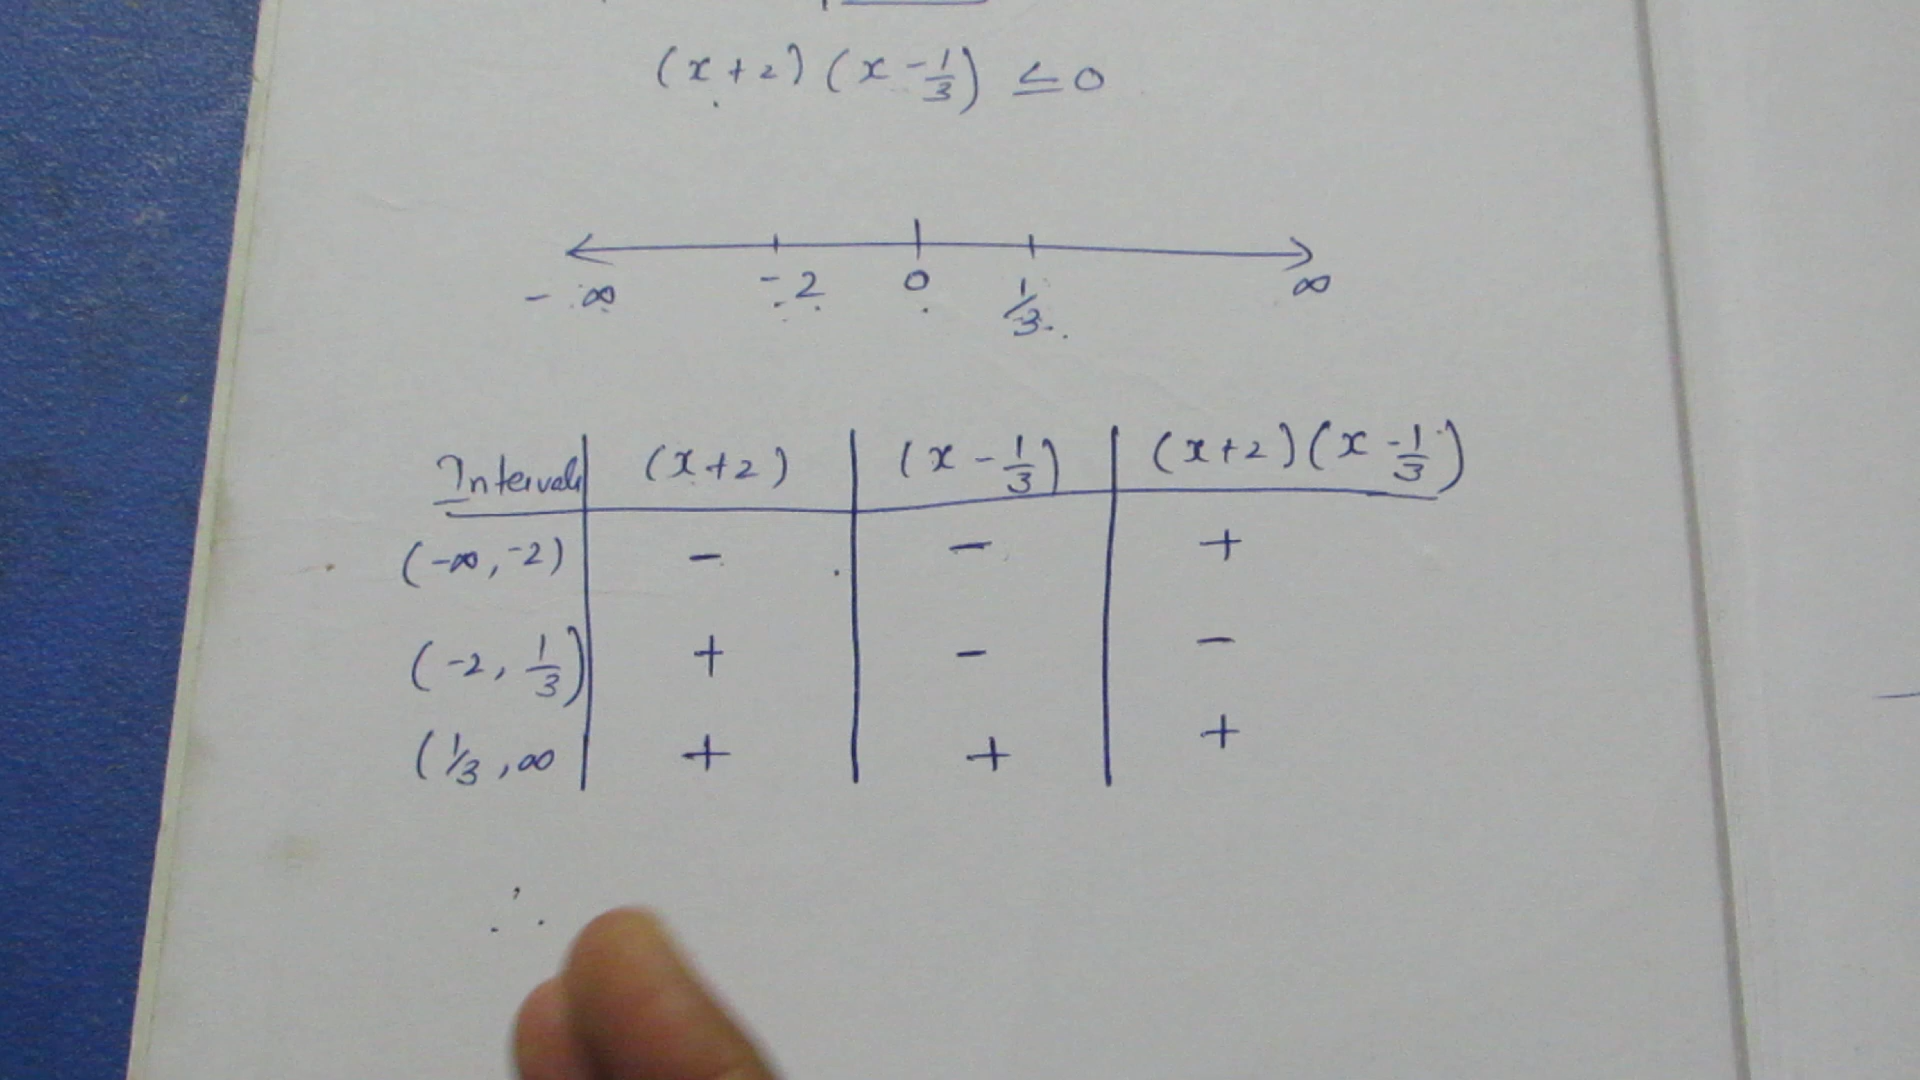 (x+2)(x-1/3) ≤0
-∞ -2 0 1/3 ∞
Intervals (x+2) (x-1/3) (x+2)(x-1/3)
(-∞,-2) - - +
(-2,1/3) + - -
(1/3,∞ + + +
∴